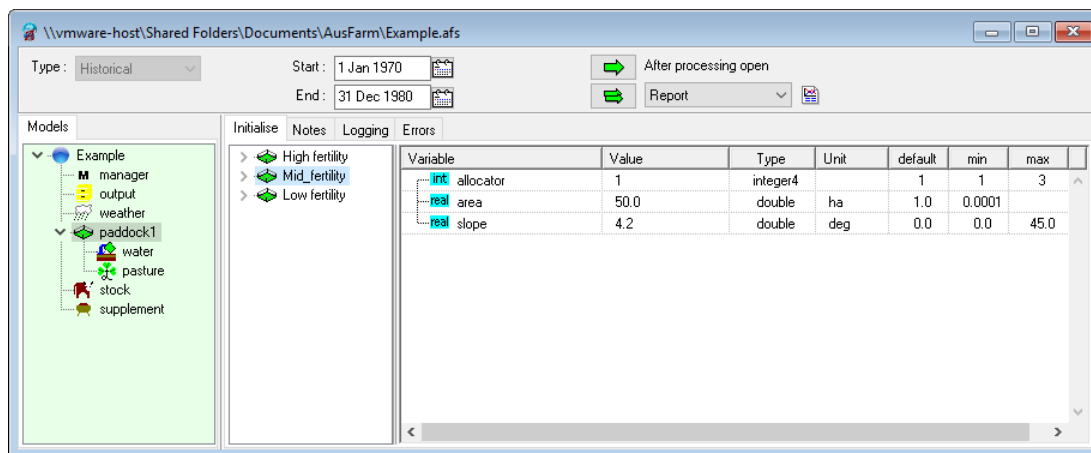 \\vmware-host\Shared Folders\Documents\AusFarm\Example.afs
Type : Historical Start : 1 Jan 1970 After processing open
End : 31 Dec 1980 Report
Models Initialise Notes Logging Errors
Example
M manager
output
weather
paddock1
water
pasture
stock
supplement
High fertility
Mid_fertility
Low fertility
Variable Value Type Unit default min max
int allocator 1 integer4 1 1 3
real area 50.0 double ha 1.0 0.0001
real slope 4.2 double deg 0.0 0.0 45.0